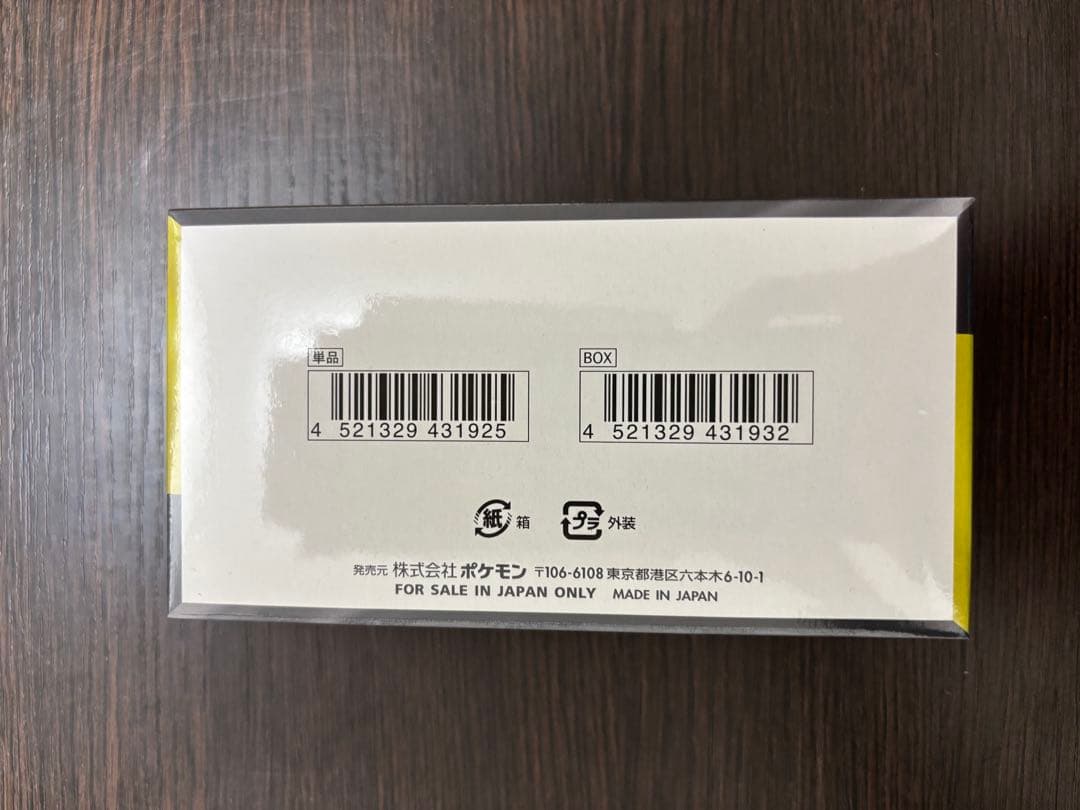 単品
BOX
4 521329 431925
4 521329 431932
紙 箱
プラ 外装
発売元 株式会社 ポケモン 〒106-6108 東京都港区六本木6-10-1
FOR SALE IN JAPAN ONLY MADE IN JAPAN